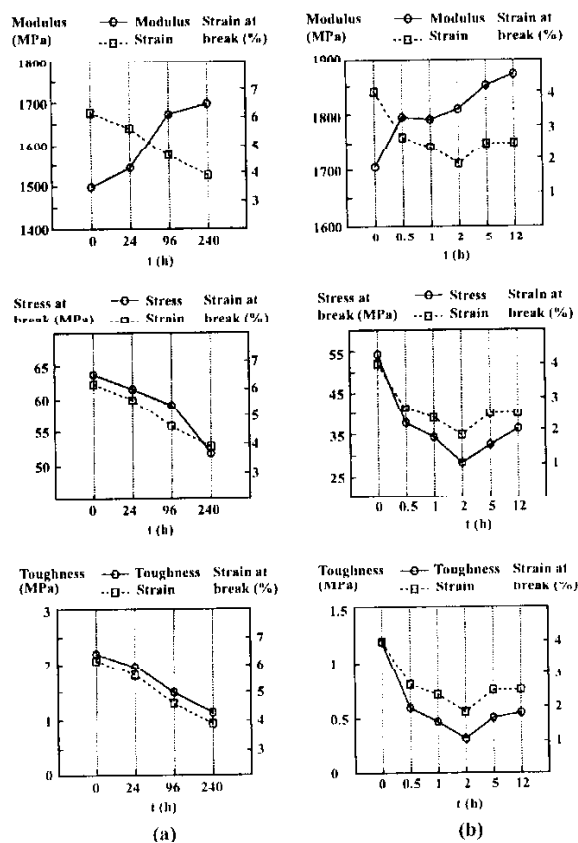 Modulus (MPa)
Modulus
Strain
Strain at break (%)
1800
1700
1600
1500
1400
7
6
5
4
3
0 24 96 240
t (h)
Modulus (MPa)
Modulus
Strain
Strain at break (%)
1900
1800
1700
1600
4
3
2
1
0 0.5 1 2 5 12
t (h)
Stress at break (MPa)
Stress
Strain
Strain at break (%)
65
60
55
50
7
6
5
4
3
0 24 96 240
t (h)
Stress at break (MPa)
Stress
Strain
Strain at break (%)
55
45
35
25
4
3
2
1
0 0.5 1 2 5 12
t (h)
Toughness (MPa)
Toughness
Strain
Strain at break (%)
3
2
1
0
7
6
5
4
3
0 24 96 240
t (h)
(a)
Toughness (MPa)
Toughness
Strain
Strain at break (%)
1.5
1
0.5
0
4
3
2
1
0 0.5 1 2 5 12
t (h)
(b)